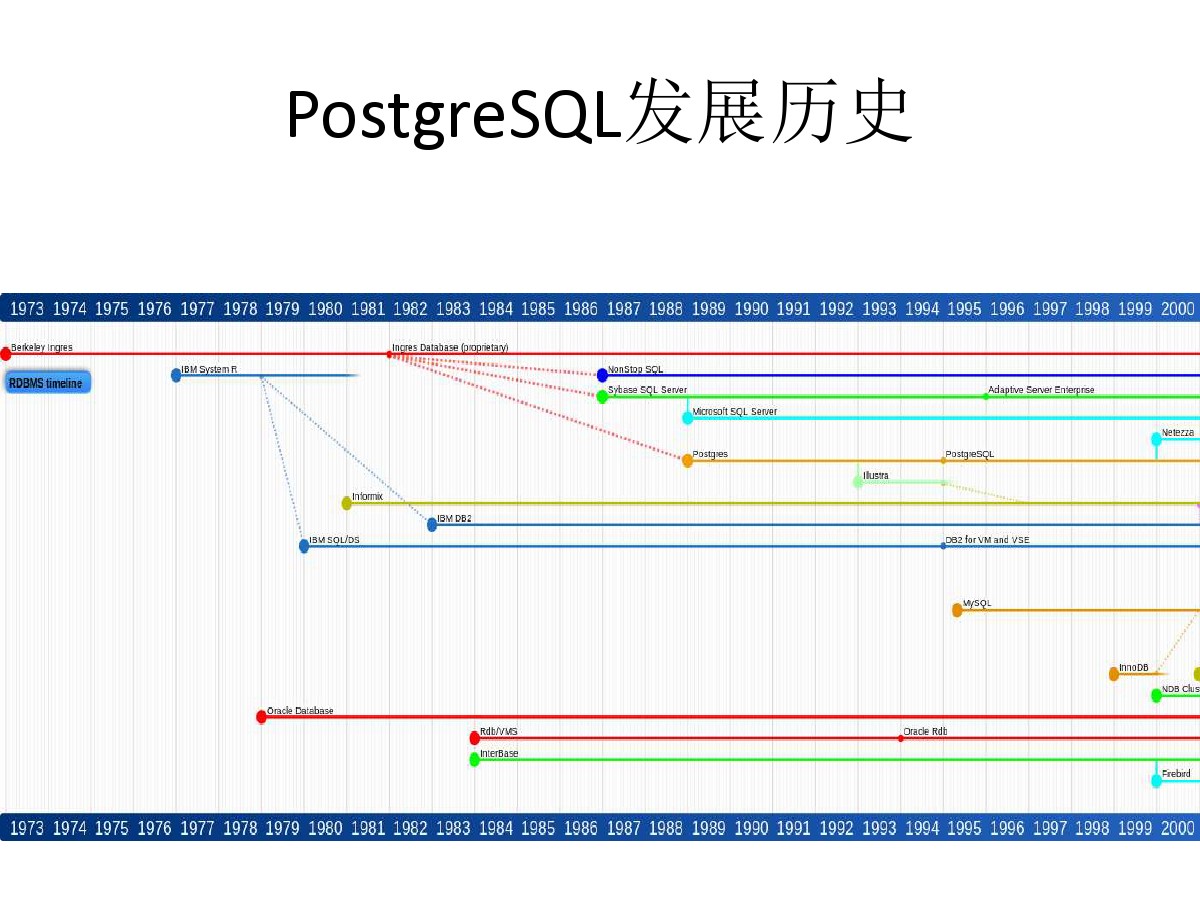 PostgreSQL发展历史
1973 1974 1975 1976 1977 1978 1979 1980 1981 1982 1983 1984 1985 1986 1987 1988 1989 1990 1991 1992 1993 1994 1995 1996 1997 1998 1999 2000
Berkeley Ingres Ingres Database (proprietary)
RDBMS timeline IBM System R NonStop SQL
Sybase SQL Server Adaptive Server Enterprise
Microsoft SQL Server
Netezza
Postgres PostgreSQL
Illustra
Informix
IBM DB2
IBM SQL/DS DB2 for VM and VSE
MySQL
InnoDB
NDB Clus
Oracle Database
Rdb/VMS Oracle Rdb
InterBase
Firebird
1973 1974 1975 1976 1977 1978 1979 1980 1981 1982 1983 1984 1985 1986 1987 1988 1989 1990 1991 1992 1993 1994 1995 1996 1997 1998 1999 2000